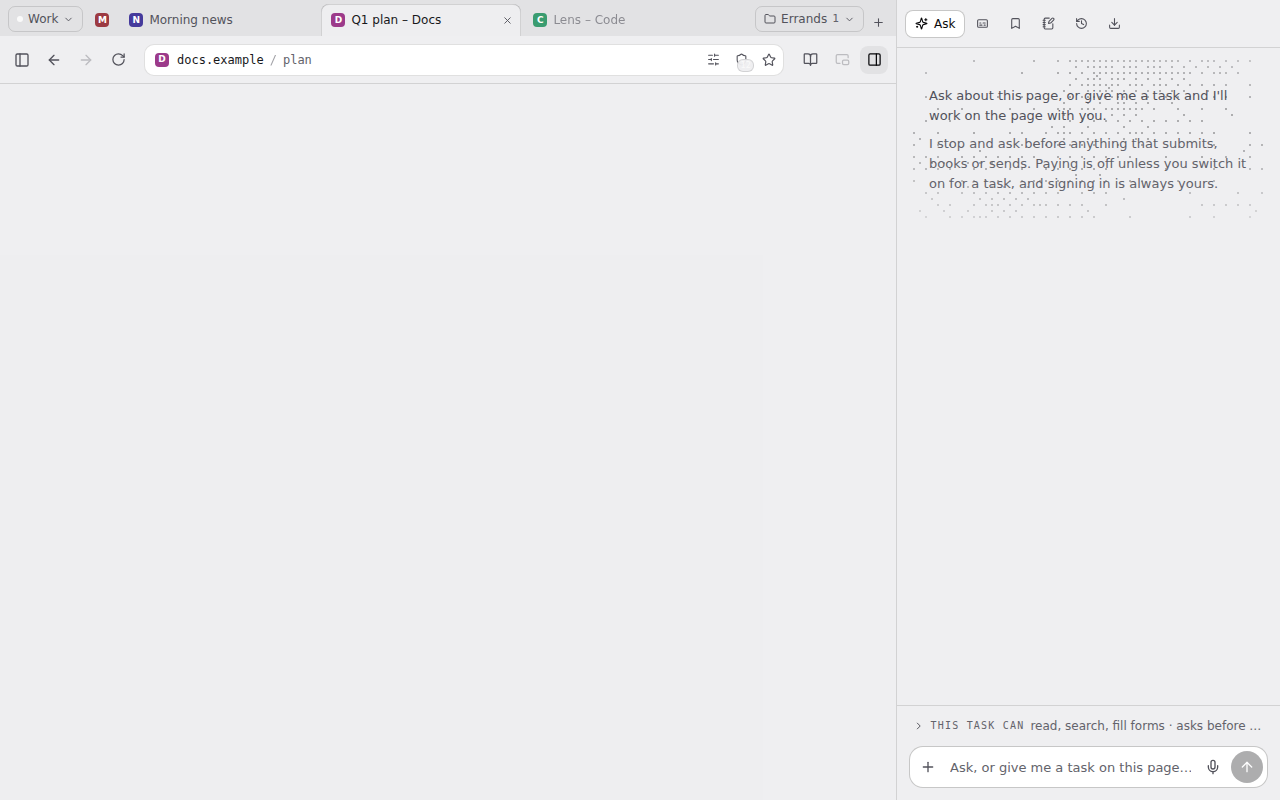 Work
M
N Morning news
D Q1 plan – Docs
C Lens – Code
Errands 1
D docs.example / plan
Ask
Ask about this page, or give me a task and I'll
work on the page with you.
I stop and ask before anything that submits,
books or sends. Paying is off unless you switch it
on for a task, and signing in is always yours.
THIS TASK CAN read, search, fill forms · asks before …
Ask, or give me a task on this page…